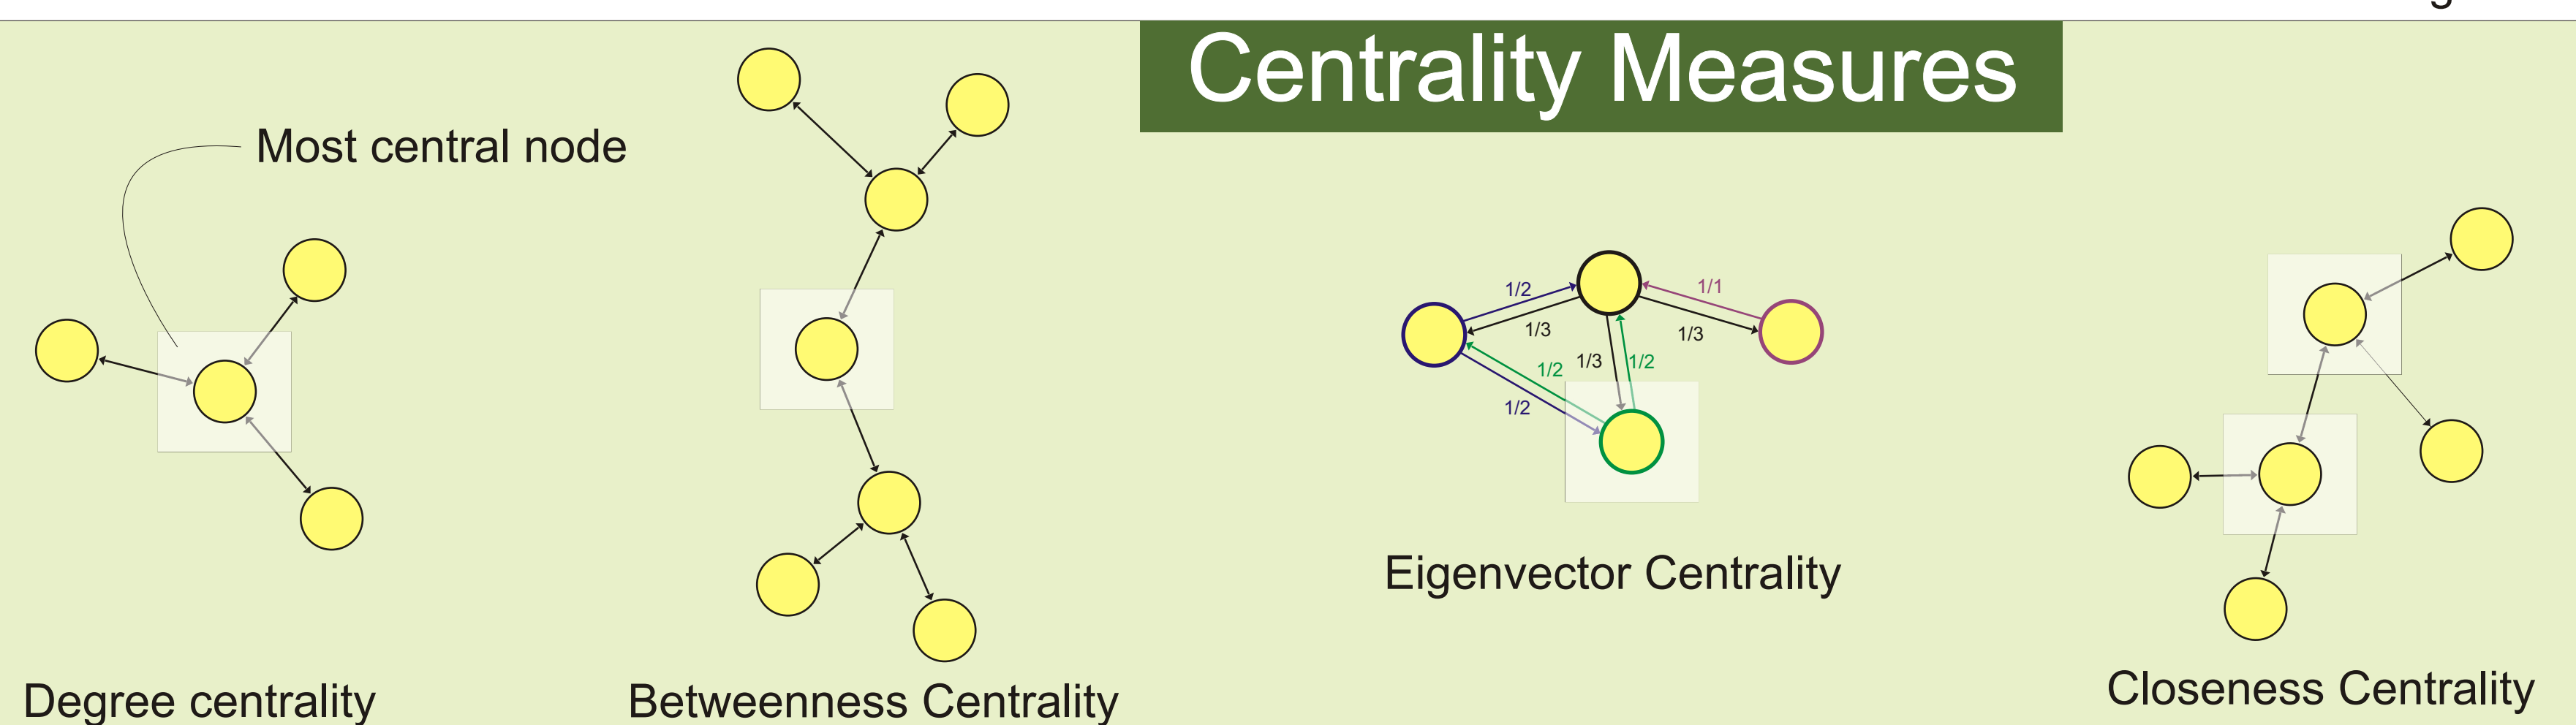 Centrality Measures
Most central node
1/2
1/1
1/3
1/3
1/3
1/2
1/2
1/2
Eigenvector Centrality
Degree centrality
Betweenness Centrality
Closeness Centrality